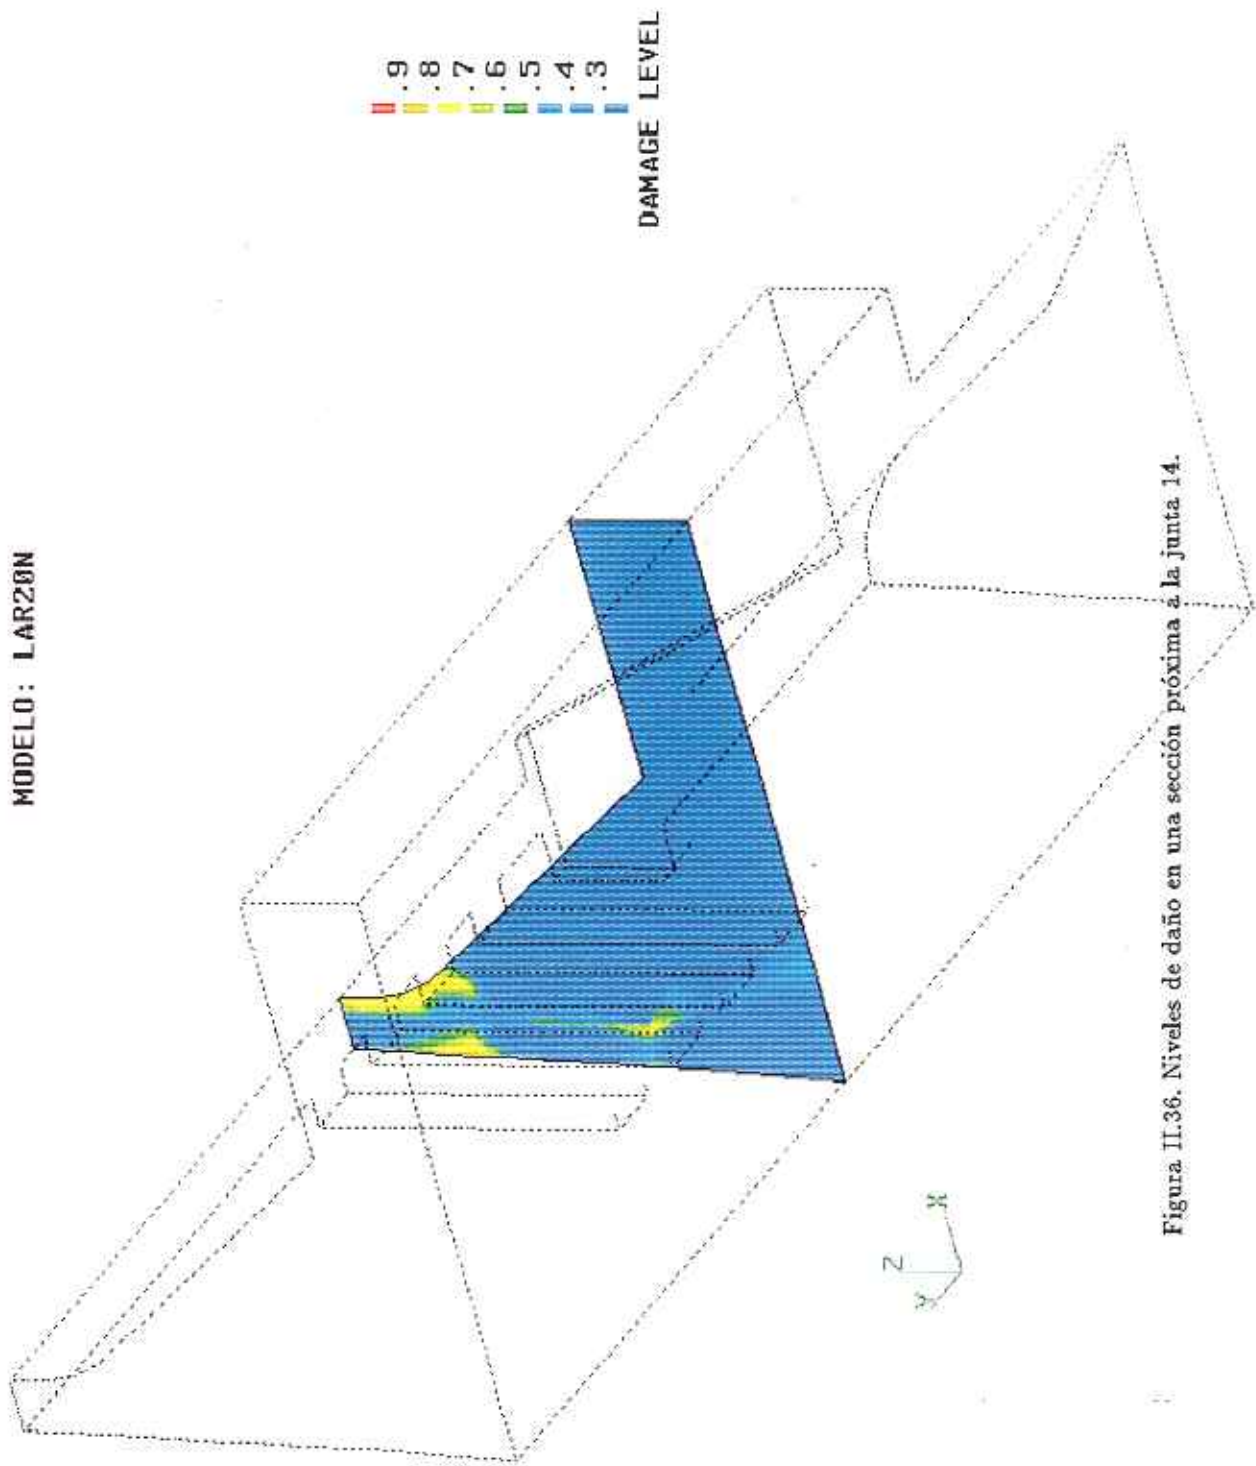 MODELO: LAR20N
.9
.8
.7
.6
.5
.4
.3
DAMAGE LEVEL
Z
Y
X
Figura II.36. Niveles de daño en una sección próxima à la junta 14.